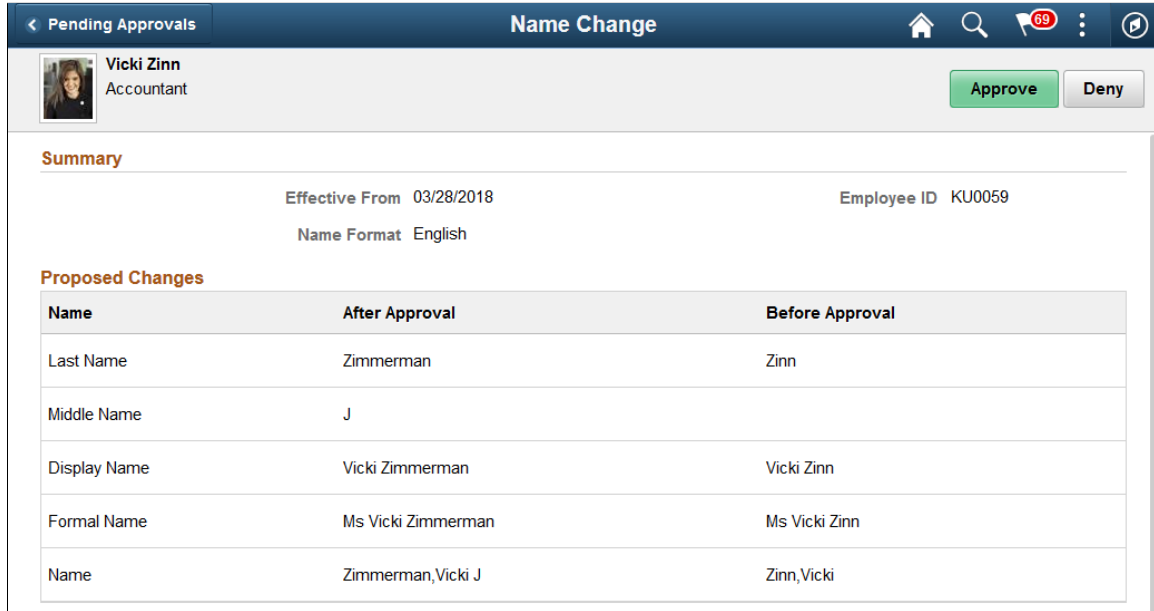 Pending Approvals Name Change 69
Vicki Zinn
Accountant
Approve Deny
Summary
Effective From 03/28/2018 Employee ID KU0059
Name Format English
Proposed Changes
Name After Approval Before Approval
Last Name Zimmerman Zinn
Middle Name J
Display Name Vicki Zimmerman Vicki Zinn
Formal Name Ms Vicki Zimmerman Ms Vicki Zinn
Name Zimmerman,Vicki J Zinn,Vicki